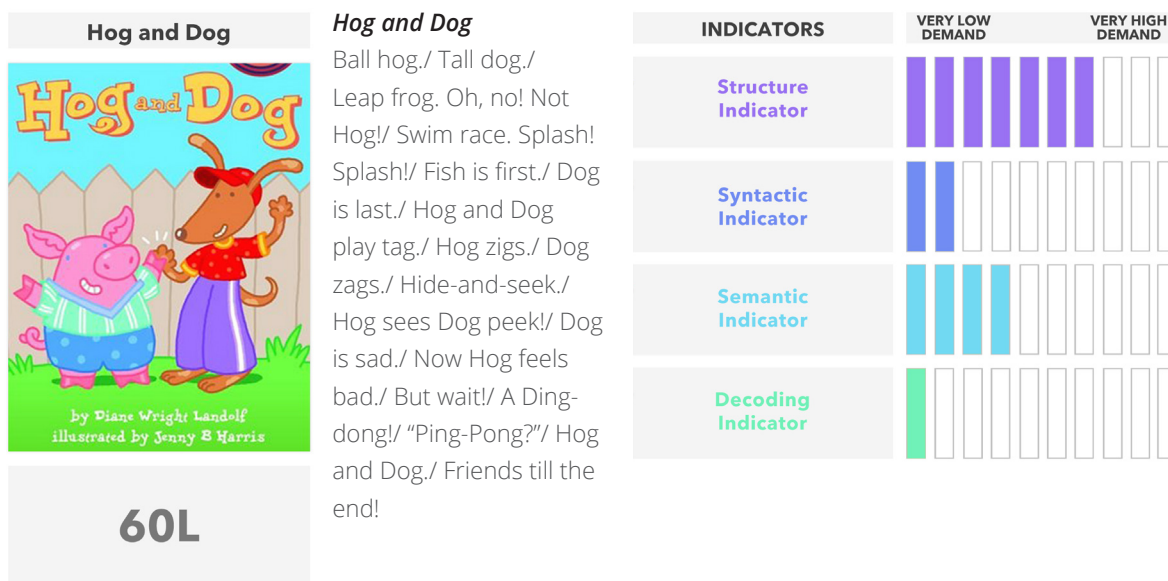 Hog and Dog
Hog and Dog
by Diane Wright Landolf
illustrated by Jenny B Harris
60L
Hog and Dog
Ball hog./ Tall dog./
Leap frog. Oh, no! Not
Hog!/ Swim race. Splash!
Splash!/ Fish is first./ Dog
is last./ Hog and Dog
play tag./ Hog zigs./ Dog
zags./ Hide-and-seek./
Hog sees Dog peek!/ Dog
is sad./ Now Hog feels
bad./ But wait!/ A Ding-
dong!/ “Ping-Pong?”/ Hog
and Dog./ Friends till the
end!
INDICATORS
VERY LOW
DEMAND
VERY HIGH
DEMAND
Structure
Indicator
Syntactic
Indicator
Semantic
Indicator
Decoding
Indicator